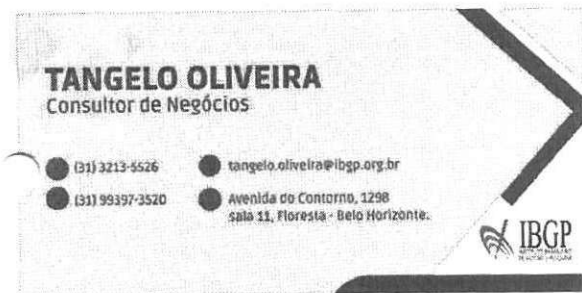 TANGELO OLIVEIRA
Consultor de Negócios
(31) 3213-5526
(31) 99397-3520
tangelo.oliveira@ibgp.org.br
Avenida do Contorno, 1298
sala 11, Floresta - Belo Horizonte.
IBGP